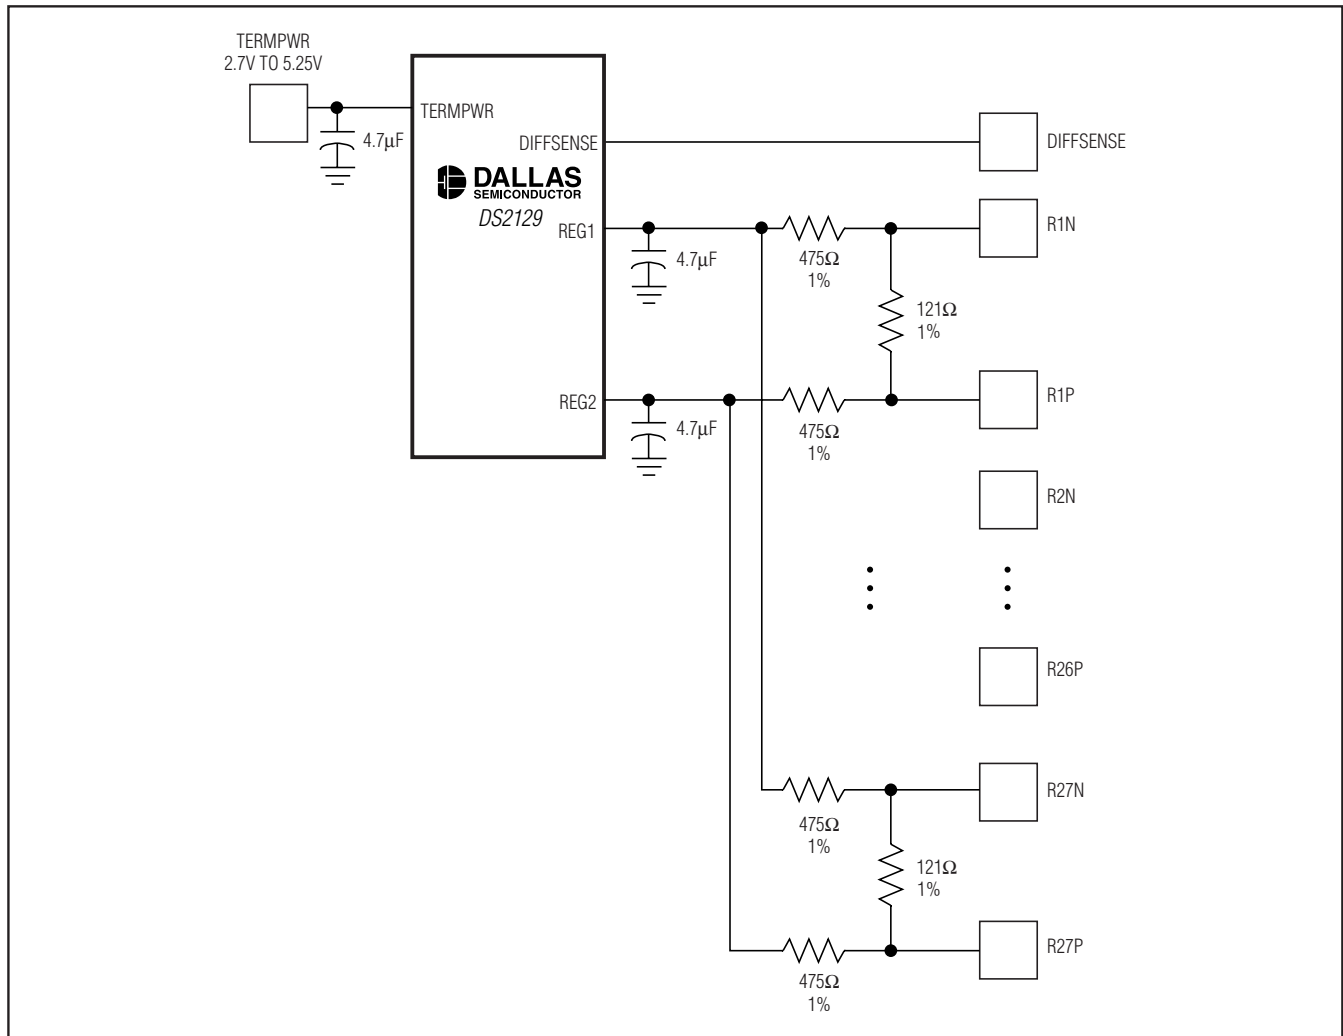 TERMPWR
2.7V TO 5.25V
TERMPWR
4.7μF
DIFFSENSE
DIFFSENSE
DALLAS
SEMICONDUCTOR
DS2129
REG1
R1N
4.7μF
475Ω
1%
121Ω
1%
REG2
R1P
4.7μF
475Ω
1%
R2N
R26P
R27N
475Ω
1%
121Ω
1%
R27P
475Ω
1%